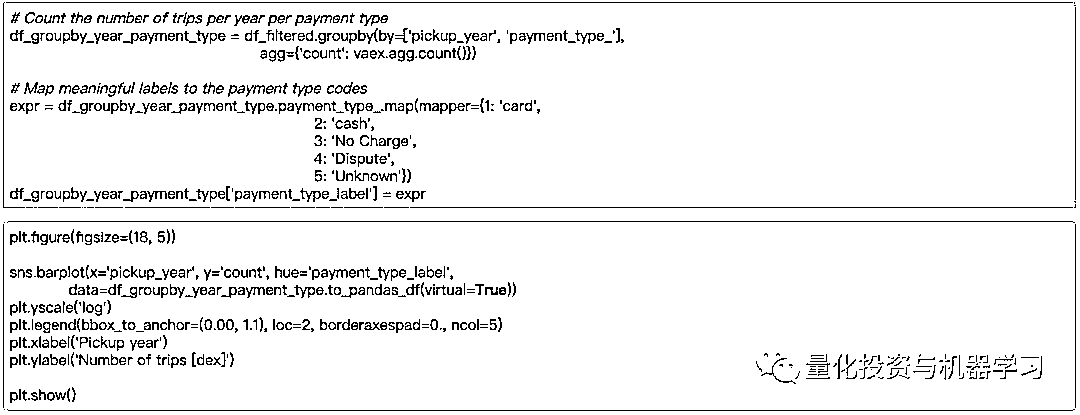 # Count the number of trips per year per payment type
df_groupby_year_payment_type = df_filtered.groupby(by=['pickup_year', 'payment_type_'],
agg={'count': vaex.agg.count()})
# Map meaningful labels to the payment type codes
expr = df_groupby_year_payment_type.payment_type_.map(mapper={1: 'card',
2: 'cash',
3: 'No Charge',
4: 'Dispute',
5: 'Unknown'})
df_groupby_year_payment_type['payment_type_label'] = expr
plt.figure(figsize=(18, 5))
sns.barplot(x='pickup_year', y='count', hue='payment_type_label',
data=df_groupby_year_payment_type.to_pandas_df(virtual=True))
plt.yscale('log')
plt.legend(bbox_to_anchor=(0.00, 1.1), loc=2, borderaxespad=0., ncol=5)
plt.xlabel('Pickup year')
plt.ylabel('Number of trips [dex]')
plt.show()
量化投资与机器学习